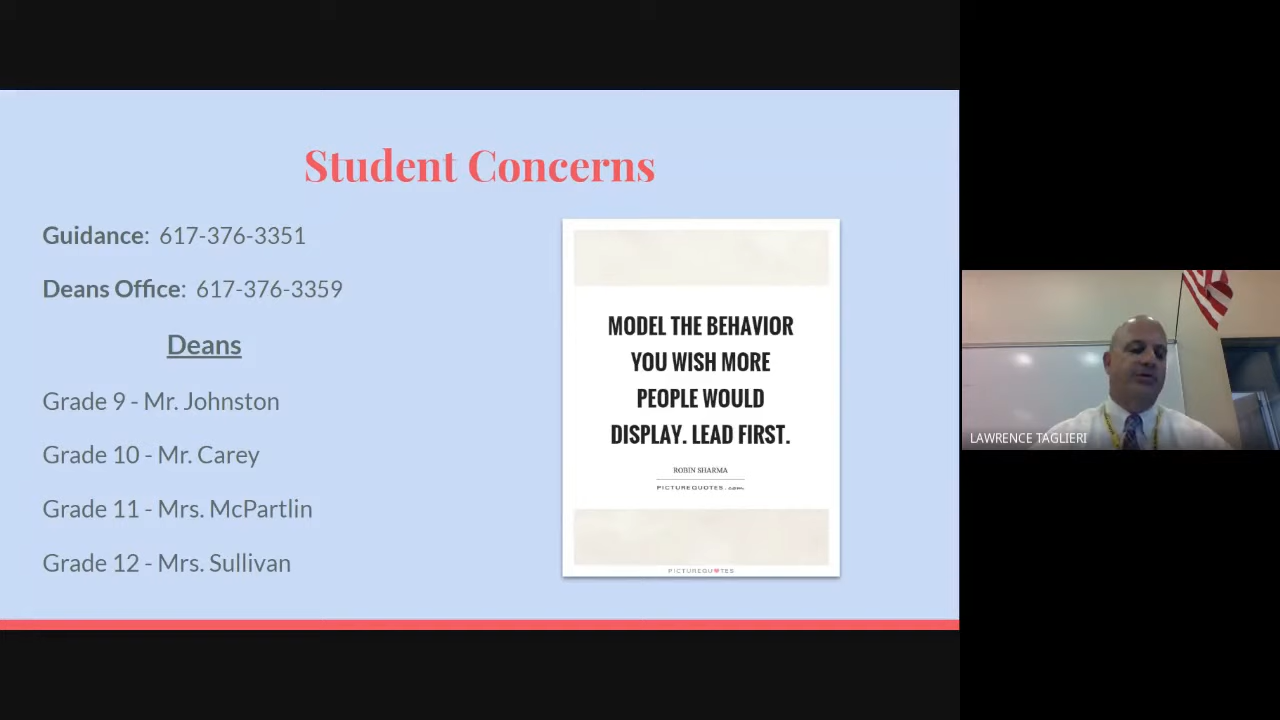 Student Concerns
Guidance: 617-376-3351
Deans Office: 617-376-3359
Deans
Grade 9 - Mr. Johnston
Grade 10 - Mr. Carey
Grade 11 - Mrs. McPartlin
Grade 12 - Mrs. Sullivan
MODEL THE BEHAVIOR
YOU WISH MORE
PEOPLE WOULD
DISPLAY. LEAD FIRST.
ROBIN SHARMA
PICTUREQUOTES.com
PICTUREQU♥TES
LAWRENCE TAGLIERI